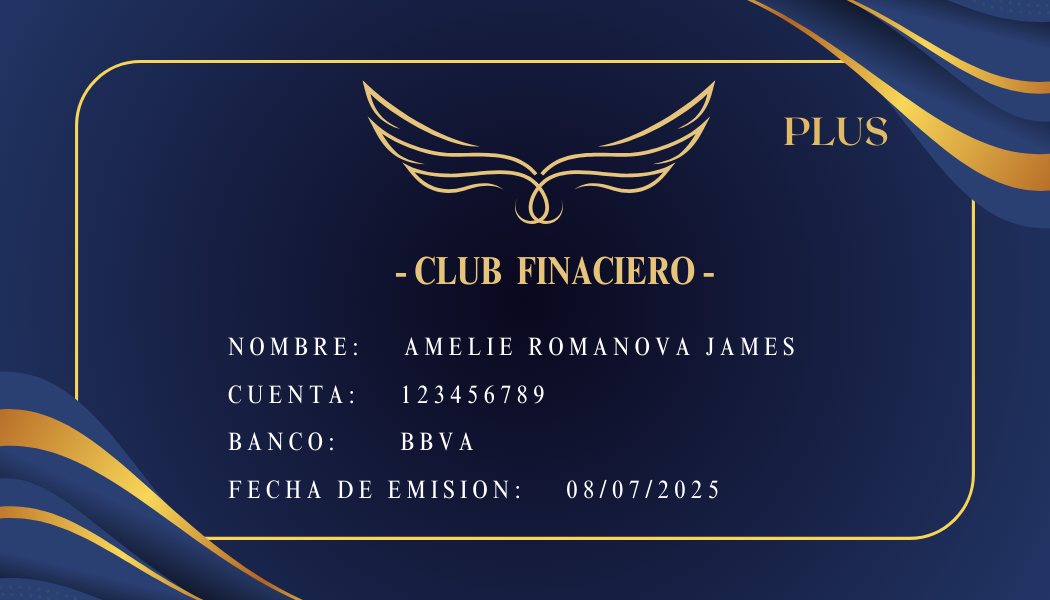 PLUS
- CLUB FINACIERO -
NOMBRE: AMELIE ROMANOVA JAMES
CUENTA: 123456789
BANCO: BBVA
FECHA DE EMISION: 08/07/2025